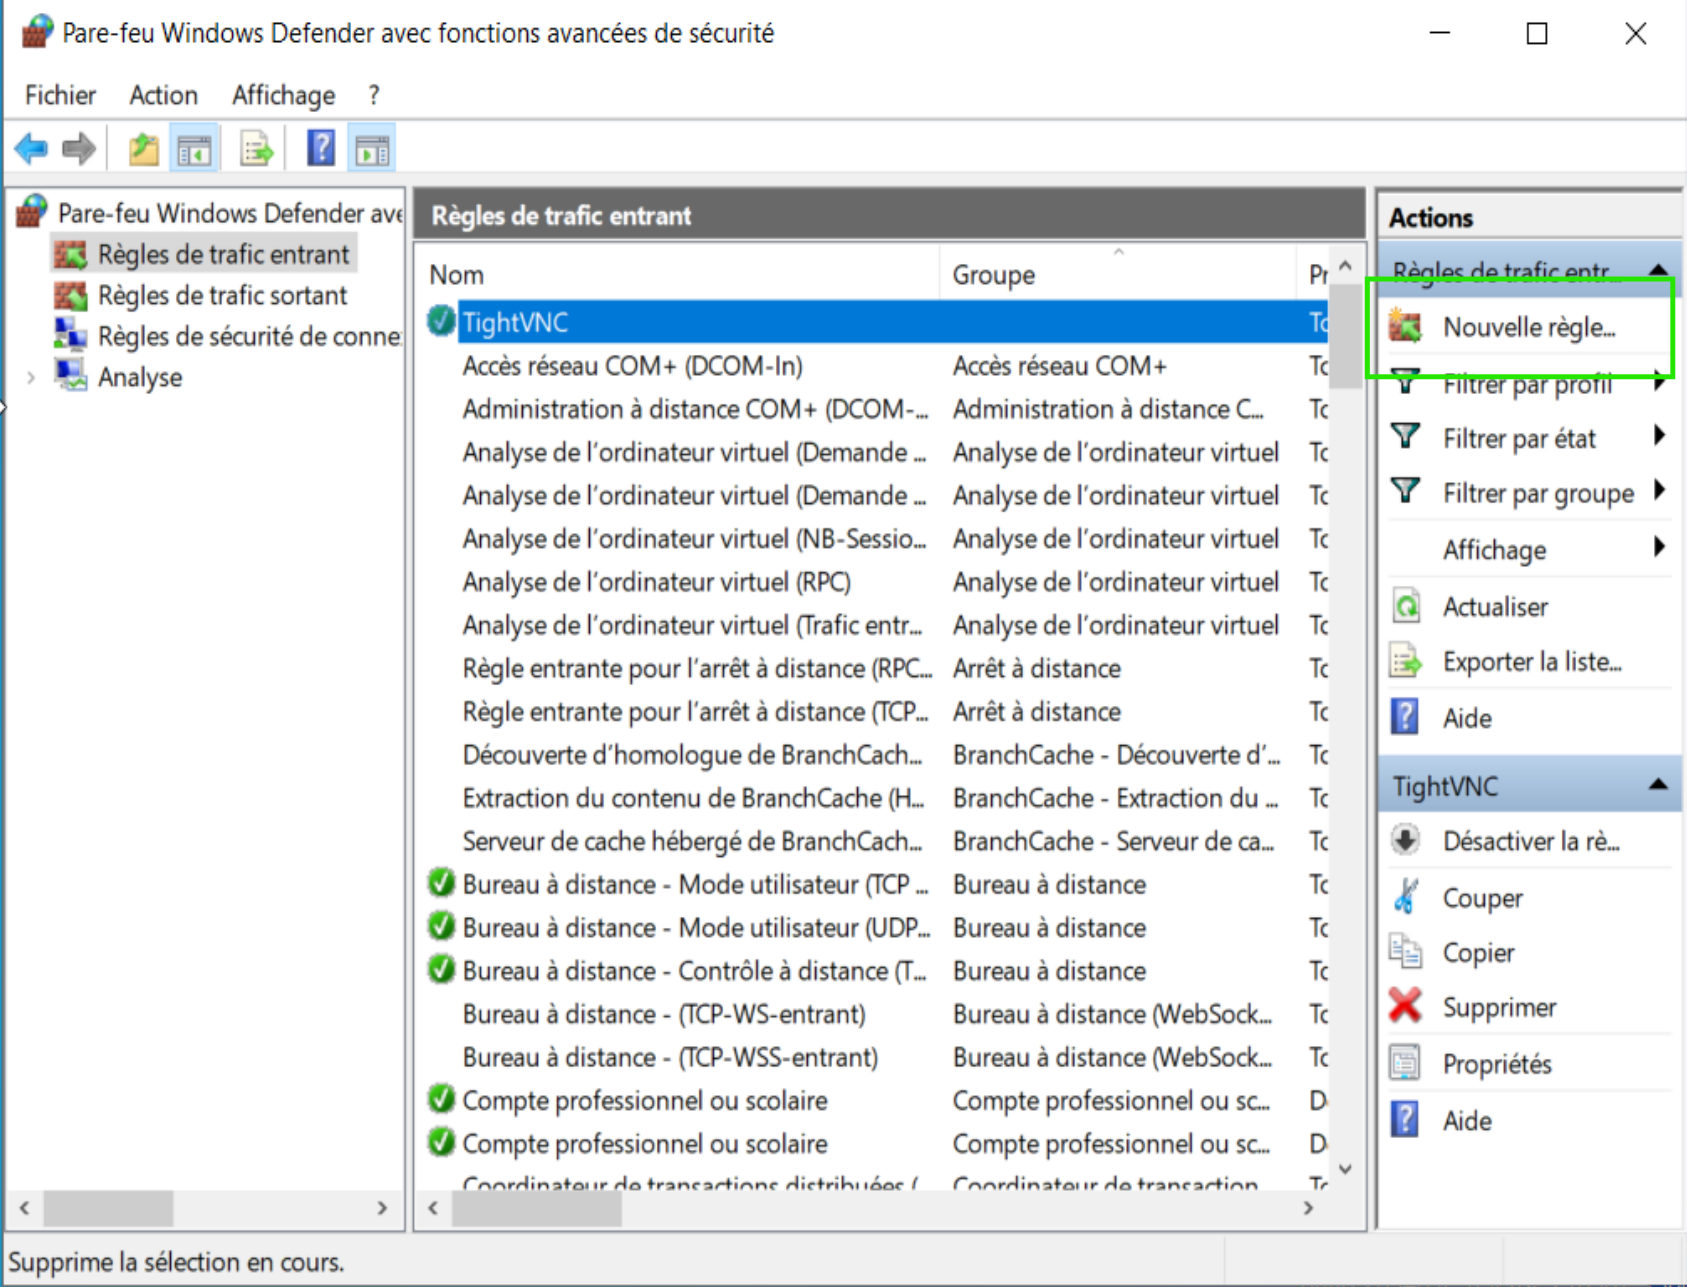 Pare-feu Windows Defender avec fonctions avancées de sécurité
Fichier Action Affichage ?
Pare-feu Windows Defender ave
Règles de trafic entrant
Règles de trafic sortant
Règles de sécurité de conne
Analyse
Règles de trafic entrant
Nom Groupe Pr
TightVNC To
Accès réseau COM+ (DCOM-In) Accès réseau COM+ To
Administration à distance COM+ (DCOM-... Administration à distance C... To
Analyse de l'ordinateur virtuel (Demande ... Analyse de l'ordinateur virtuel To
Analyse de l'ordinateur virtuel (Demande ... Analyse de l'ordinateur virtuel To
Analyse de l'ordinateur virtuel (NB-Sessio... Analyse de l'ordinateur virtuel To
Analyse de l'ordinateur virtuel (RPC) Analyse de l'ordinateur virtuel To
Analyse de l'ordinateur virtuel (Trafic entr... Analyse de l'ordinateur virtuel To
Règle entrante pour l'arrêt à distance (RPC... Arrêt à distance To
Règle entrante pour l'arrêt à distance (TCP... Arrêt à distance To
Découverte d'homologue de BranchCach... BranchCache - Découverte d'... To
Extraction du contenu de BranchCache (H... BranchCache - Extraction du ... To
Serveur de cache hébergé de BranchCach... BranchCache - Serveur de ca... To
Bureau à distance - Mode utilisateur (TCP ... Bureau à distance To
Bureau à distance - Mode utilisateur (UDP... Bureau à distance To
Bureau à distance - Contrôle à distance (T... Bureau à distance To
Bureau à distance - (TCP-WS-entrant) Bureau à distance (WebSock... To
Bureau à distance - (TCP-WSS-entrant) Bureau à distance (WebSock... To
Compte professionnel ou scolaire Compte professionnel ou sc... D
Compte professionnel ou scolaire Compte professionnel ou sc... D
Coordinateur de transactions distribuées ( Coordinateur de transaction To
Actions
Règles de trafic entr...
Nouvelle règle...
Filtrer par profil
Filtrer par état
Filtrer par groupe
Affichage
Actualiser
Exporter la liste...
Aide
TightVNC
Désactiver la rè...
Couper
Copier
Supprimer
Propriétés
Aide
Supprime la sélection en cours.